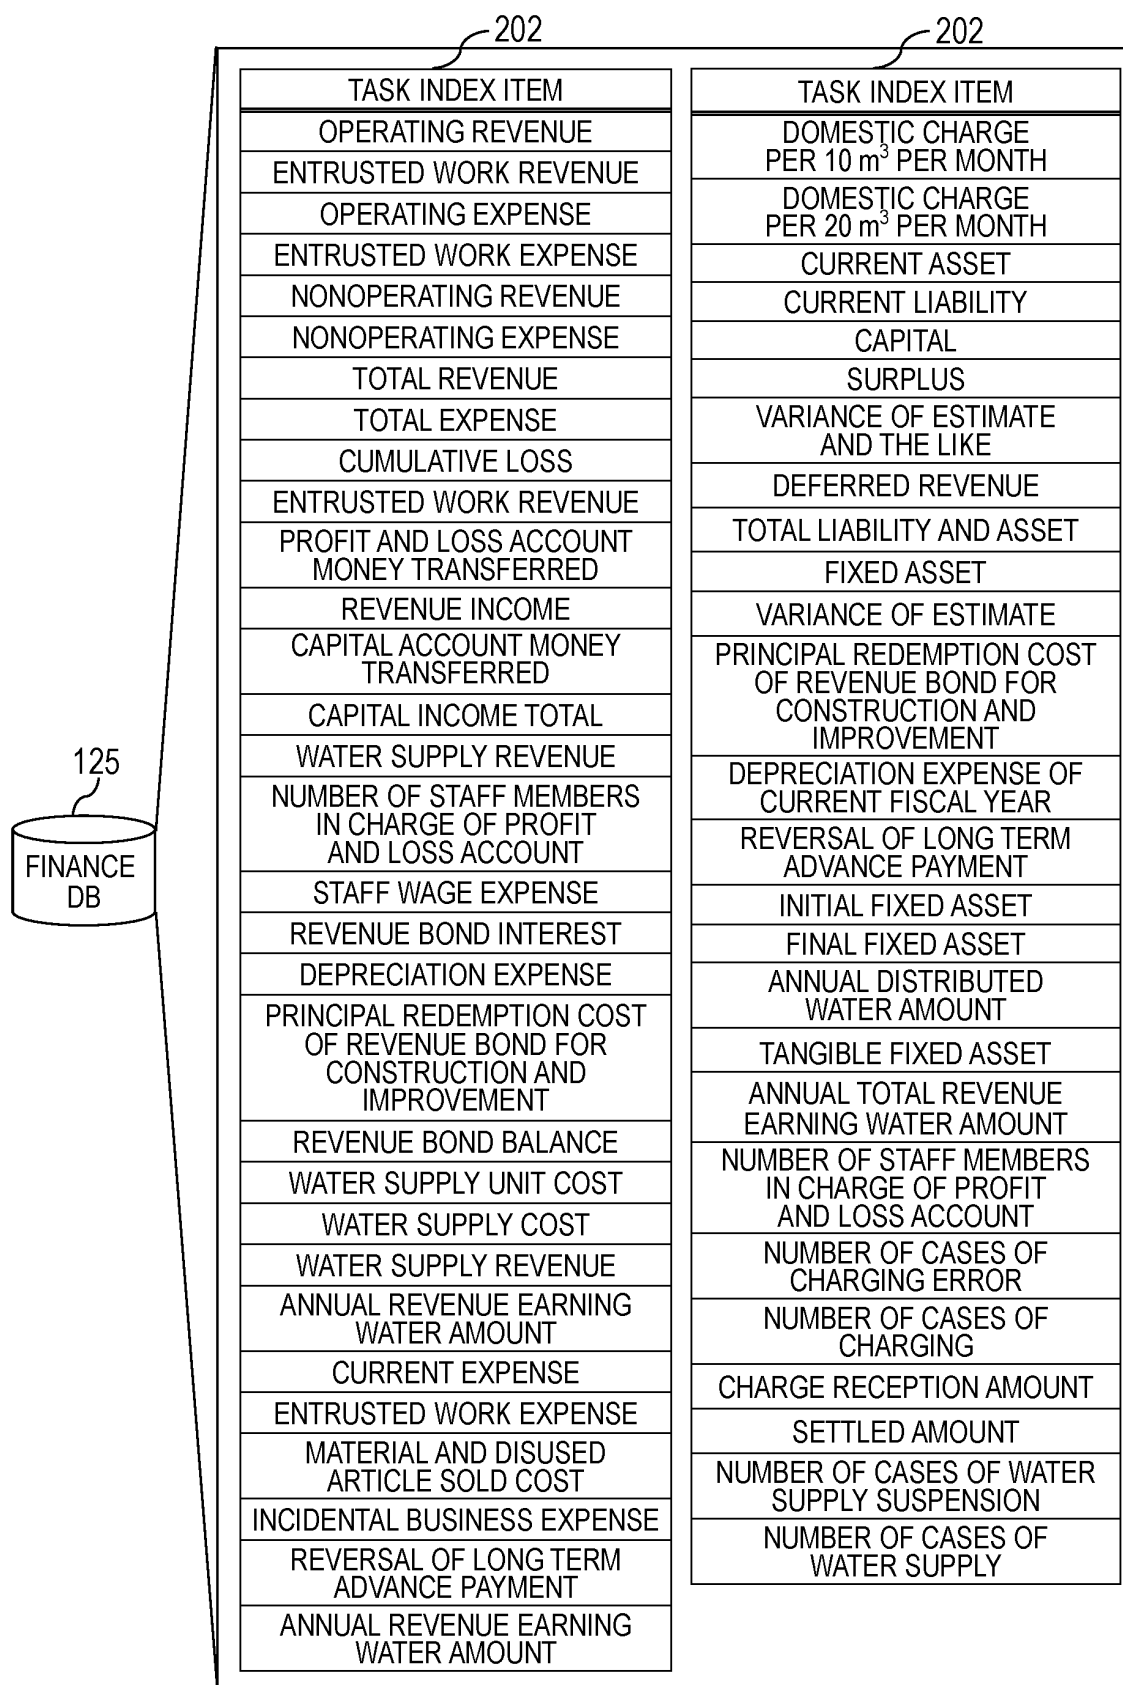 202
TASK INDEX ITEM
OPERATING REVENUE
ENTRUSTED WORK REVENUE
OPERATING EXPENSE
ENTRUSTED WORK EXPENSE
NONOPERATING REVENUE
NONOPERATING EXPENSE
TOTAL REVENUE
TOTAL EXPENSE
CUMULATIVE LOSS
ENTRUSTED WORK REVENUE
PROFIT AND LOSS ACCOUNT
MONEY TRANSFERRED
REVENUE INCOME
CAPITAL ACCOUNT MONEY
TRANSFERRED
CAPITAL INCOME TOTAL
WATER SUPPLY REVENUE
NUMBER OF STAFF MEMBERS
IN CHARGE OF PROFIT
AND LOSS ACCOUNT
STAFF WAGE EXPENSE
REVENUE BOND INTEREST
DEPRECIATION EXPENSE
PRINCIPAL REDEMPTION COST
OF REVENUE BOND FOR
CONSTRUCTION AND
IMPROVEMENT
REVENUE BOND BALANCE
WATER SUPPLY UNIT COST
WATER SUPPLY COST
WATER SUPPLY REVENUE
ANNUAL REVENUE EARNING
WATER AMOUNT
CURRENT EXPENSE
ENTRUSTED WORK EXPENSE
MATERIAL AND DISUSED
ARTICLE SOLD COST
INCIDENTAL BUSINESS EXPENSE
REVERSAL OF LONG TERM
ADVANCE PAYMENT
ANNUAL REVENUE EARNING
WATER AMOUNT
202
TASK INDEX ITEM
DOMESTIC CHARGE
PER 10 m³ PER MONTH
DOMESTIC CHARGE
PER 20 m³ PER MONTH
CURRENT ASSET
CURRENT LIABILITY
CAPITAL
SURPLUS
VARIANCE OF ESTIMATE
AND THE LIKE
DEFERRED REVENUE
TOTAL LIABILITY AND ASSET
FIXED ASSET
VARIANCE OF ESTIMATE
PRINCIPAL REDEMPTION COST
OF REVENUE BOND FOR
CONSTRUCTION AND
IMPROVEMENT
DEPRECIATION EXPENSE OF
CURRENT FISCAL YEAR
REVERSAL OF LONG TERM
ADVANCE PAYMENT
INITIAL FIXED ASSET
FINAL FIXED ASSET
ANNUAL DISTRIBUTED
WATER AMOUNT
TANGIBLE FIXED ASSET
ANNUAL TOTAL REVENUE
EARNING WATER AMOUNT
NUMBER OF STAFF MEMBERS
IN CHARGE OF PROFIT
AND LOSS ACCOUNT
NUMBER OF CASES OF
CHARGING ERROR
NUMBER OF CASES OF
CHARGING
CHARGE RECEPTION AMOUNT
SETTLED AMOUNT
NUMBER OF CASES OF WATER
SUPPLY SUSPENSION
NUMBER OF CASES OF
WATER SUPPLY
125
FINANCE
DB